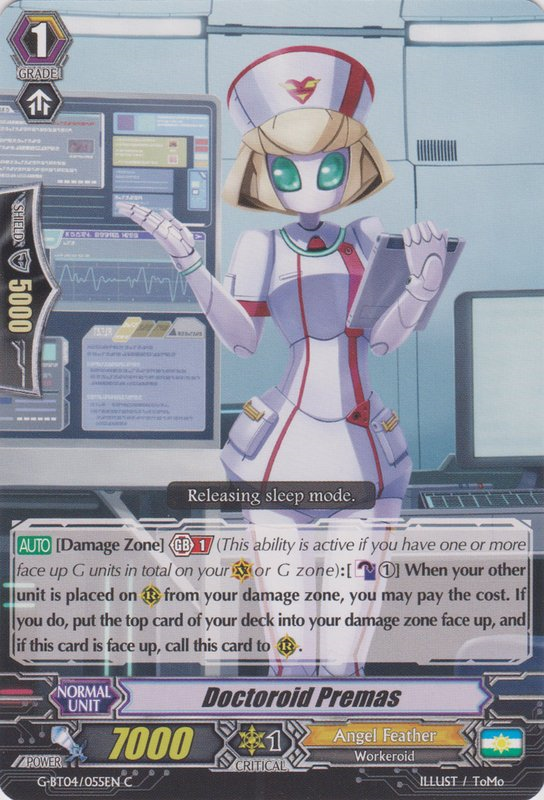 1
GRADE
SHIELD
5000
Releasing sleep mode.
AUTO [Damage Zone] GB 1 (This ability is active if you have one or more
face up G units in total on your V or G zone):[ ① ] When your other
unit is placed on R from your damage zone, you may pay the cost. If
you do, put the top card of your deck into your damage zone face up, and
if this card is face up, call this card to R .
NORMAL
UNIT
Doctoroid Premas
POWER
7000
1
CRITICAL
Angel Feather
Workeroid
G-BT04/055EN C
ILLUST / ToMo